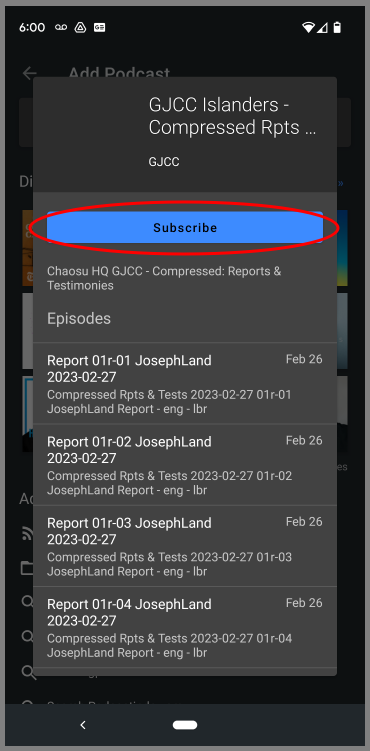 6:00
Add Podcast
GJCC Islanders -
Compressed Rpts ...
GJCC
Subscribe
Chaosu HQ GJCC - Compressed: Reports &
Testimonies
Episodes
Report 01r-01 JosephLand
2023-02-27
Feb 26
Compressed Rpts & Tests 2023-02-27 01r-01
JosephLand Report - eng - lbr
Report 01r-02 JosephLand
2023-02-27
Feb 26
Compressed Rpts & Tests 2023-02-27 01r-02
JosephLand Report - eng - lbr
Report 01r-03 JosephLand
2023-02-27
Feb 26
Compressed Rpts & Tests 2023-02-27 01r-03
JosephLand Report - eng - lbr
Report 01r-04 JosephLand
2023-02-27
Feb 26
Compressed Rpts & Tests 2023-02-27 01r-04
JosephLand Report - eng - lbr